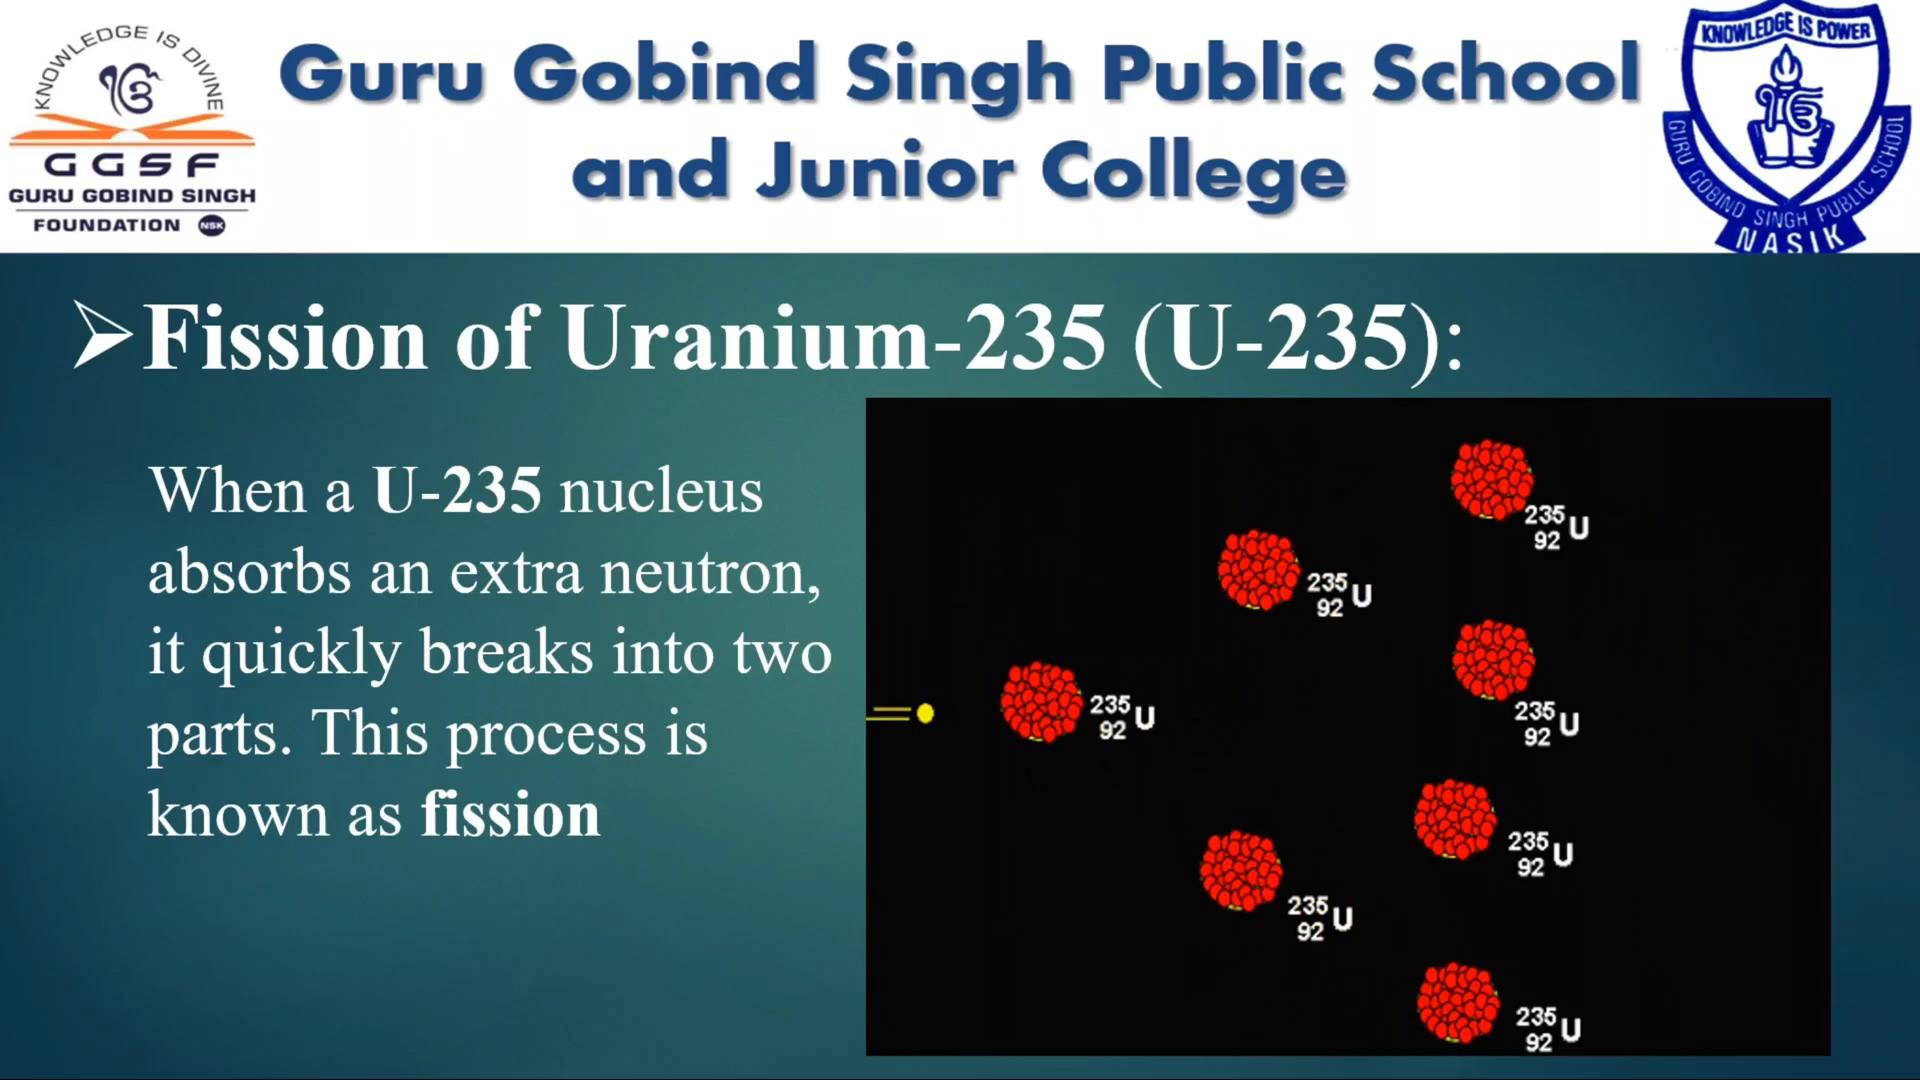 KNOWLEDGE IS DIVINE
GGSF
GURU GOBIND SINGH
FOUNDATION NSK
Guru Gobind Singh Public School
and Junior College
KNOWLEDGE IS POWER
GURU GOBIND SINGH PUBLIC SCHOOL
NASIK
➢Fission of Uranium-235 (U-235):
When a U-235 nucleus
absorbs an extra neutron,
it quickly breaks into two
parts. This process is
known as fission
235
92 U
235
92 U
235
92 U
235
92 U
235
92 U
235
92 U
235
92 U